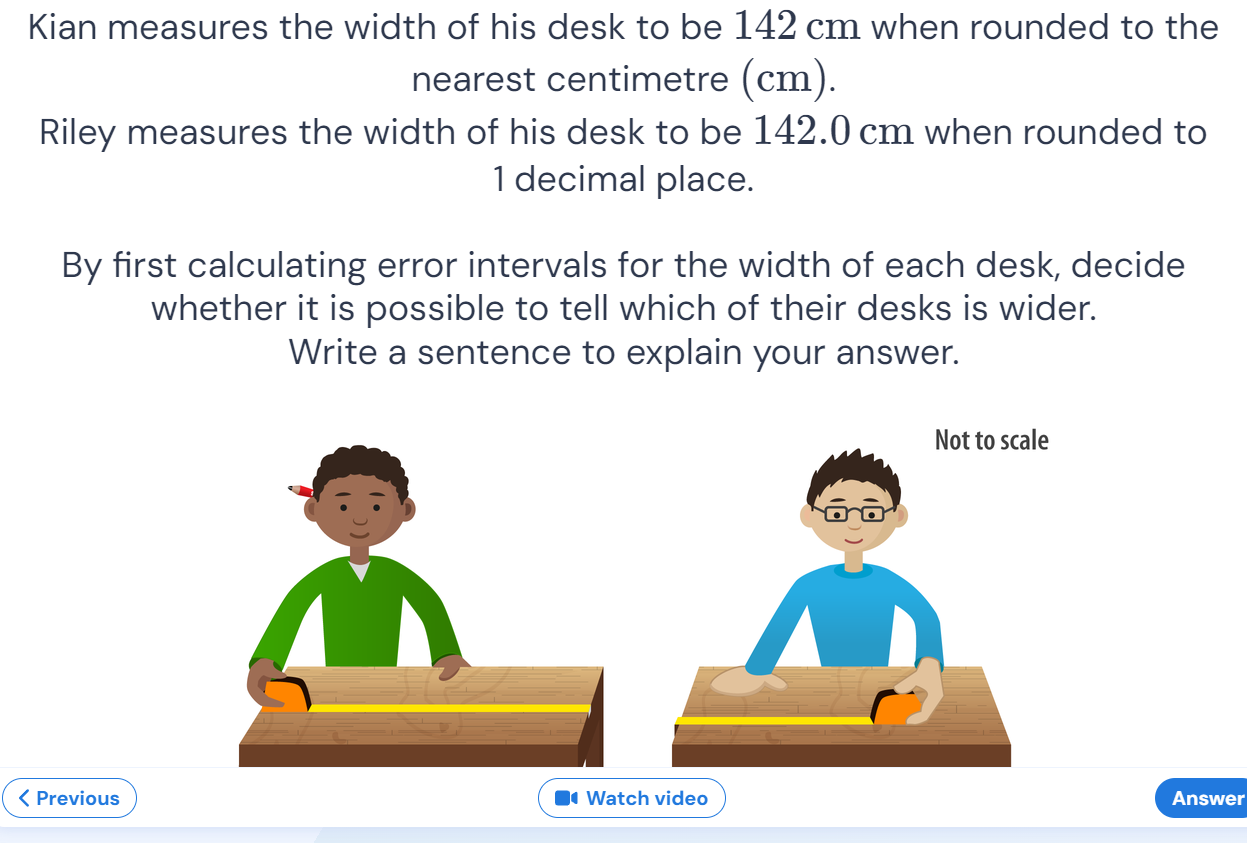 Kian measures the width of his desk to be 142 cm when rounded to the
nearest centimetre (cm).
Riley measures the width of his desk to be 142.0 cm when rounded to
1 decimal place.
By first calculating error intervals for the width of each desk, decide
whether it is possible to tell which of their desks is wider.
Write a sentence to explain your answer.
Not to scale
Previous
Watch video
Answer